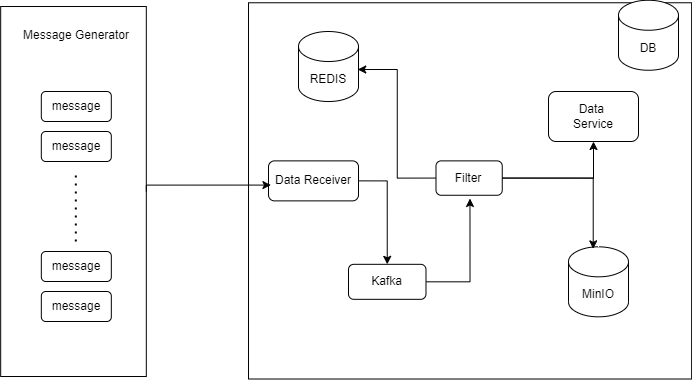 Message Generator
message
message
message
message
REDIS
DB
Data
Service
Data Receiver
Filter
Kafka
MinIO